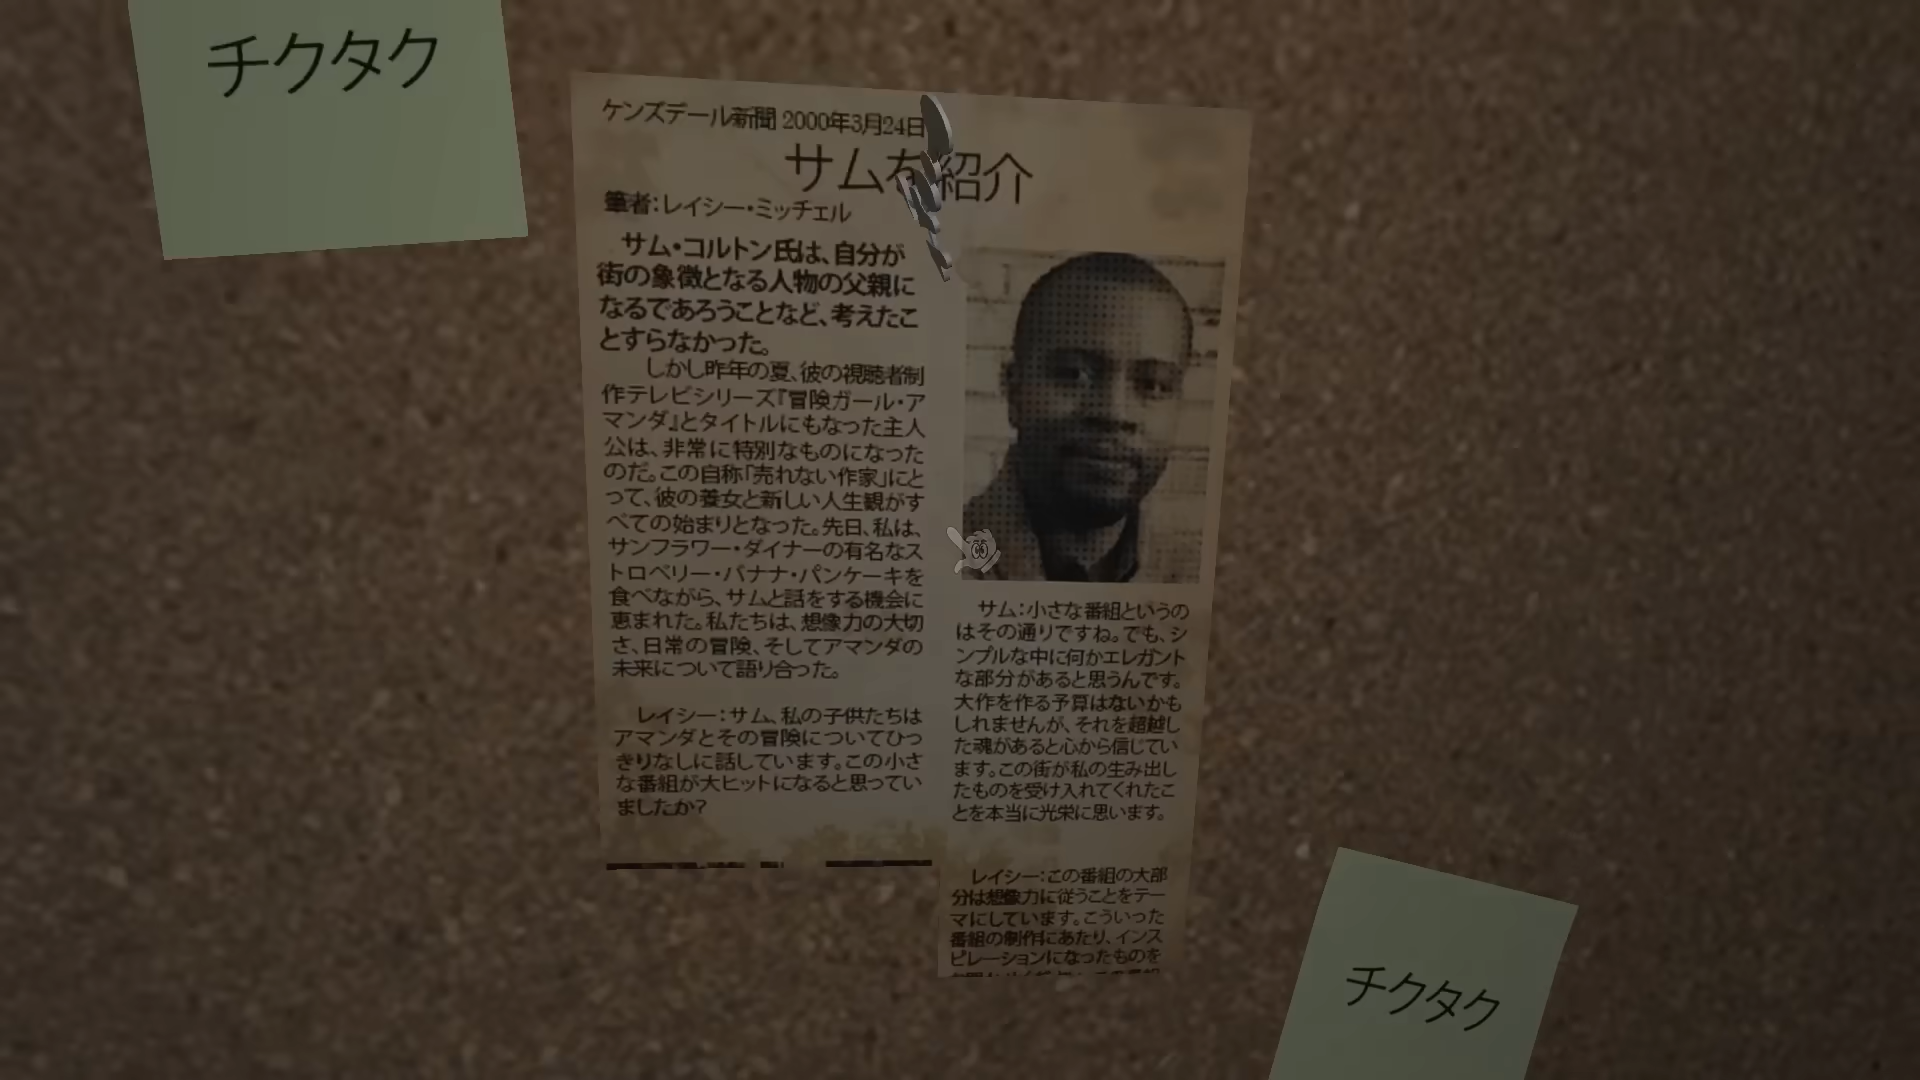 チクタク
ケンズデール新聞 2000年3月24日
サムを紹介
筆者：レイシー・ミッチェル
サム・コルトン氏は、自分が
街の象徴となる人物の父親に
なるであろうことなど、考えたこ
とすらなかった。
しかし昨年の夏、彼の視聴者制
作テレビシリーズ『冒険ガール・ア
マンダ』とタイトルにもなった主人
公は、非常に特別なものになった
のだ。この自称「売れない作家」にと
って、彼の養女と新しい人生観がす
べての始まりとなった。先日、私は、
サンフラワー・ダイナーの有名なス
トロベリー・バナナ・パンケーキを
食べながら、サムと話をする機会に
恵まれた。私たちは、想像力の大切
さ、日常の冒険、そしてアマンダの
未来について語り合った。
レイシー：サム、私の子供たちは
アマンダとその冒険についてひっ
きりなしに話しています。この小さ
な番組が大ヒットになると思ってい
ましたか？
サム：小さな番組というの
はその通りですね。でも、シ
ンプルな中に何かエレガント
な部分があると思うんです。
大作を作る予算はないかも
しれませんが、それを超越し
た魂があると心から信じてい
ます。この街が私の生み出し
たものを受け入れてくれたこ
とを本当に光栄に思います。
レイシー：この番組の大部
分は想像力に従うことをテー
マにしています。こういった
番組の制作にあたり、インス
ピレーションになったものを
チクタク